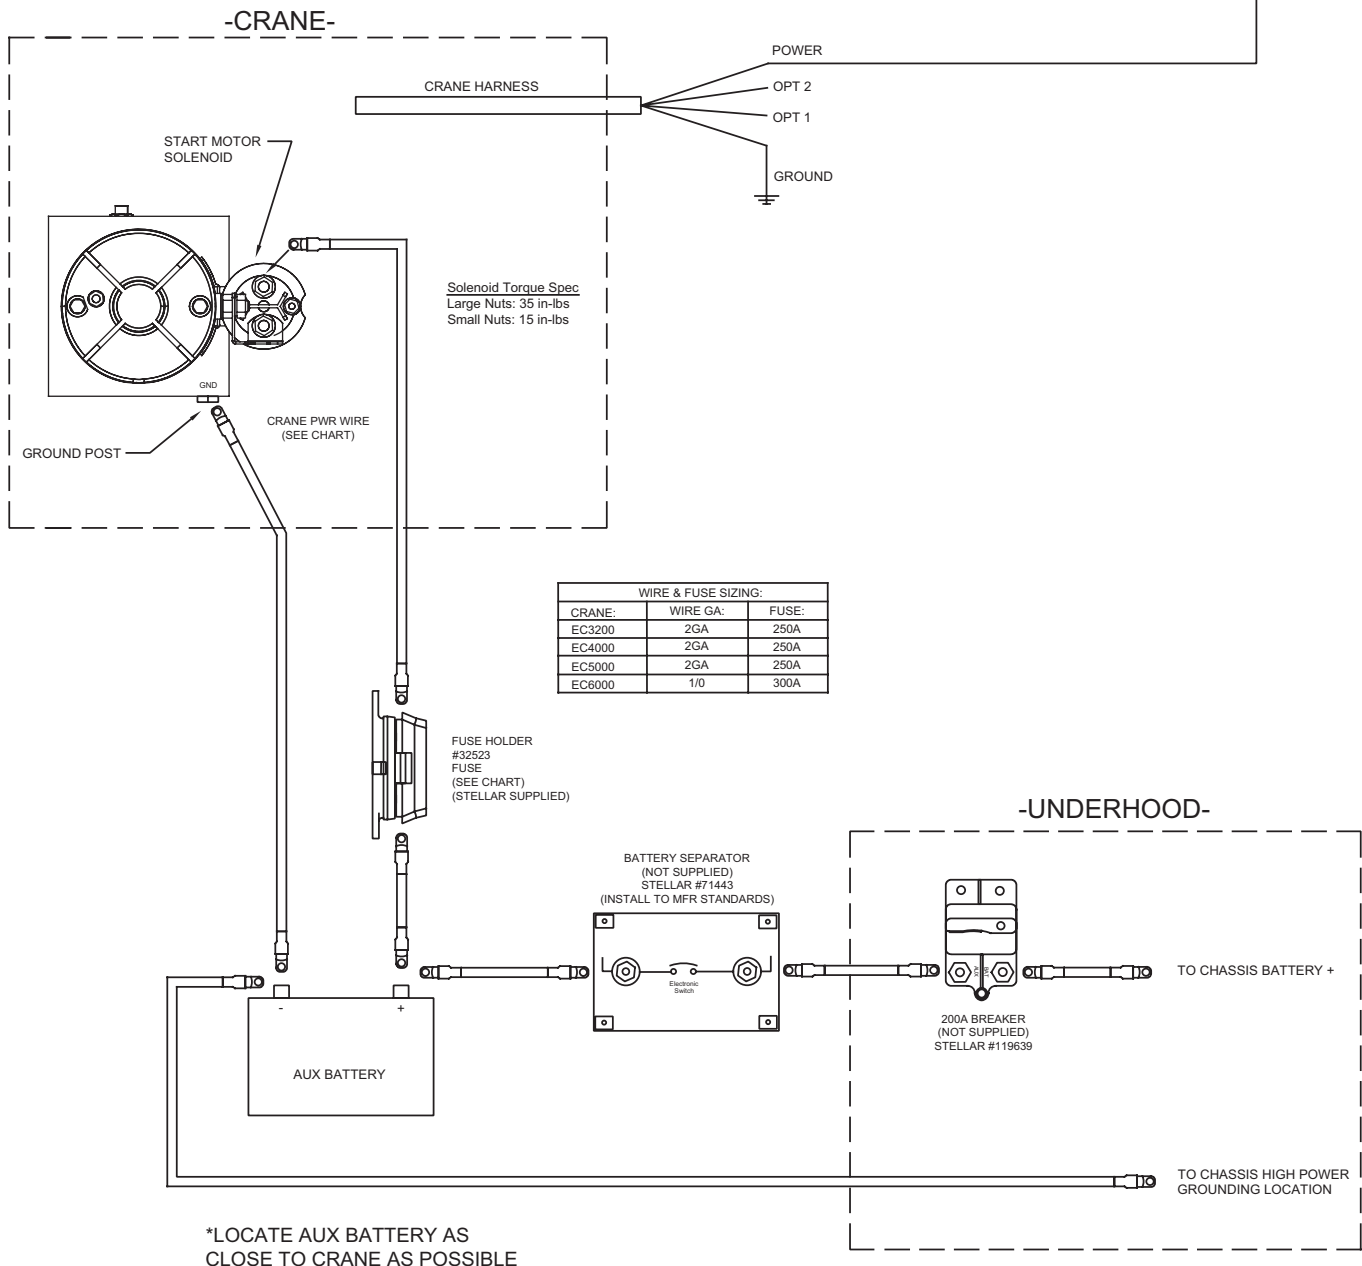 -CRANE-
POWER
CRANE HARNESS
OPT 2
OPT 1
START MOTOR
SOLENOID
GROUND
Solenoid Torque Spec
Large Nuts: 35 in-lbs
Small Nuts: 15 in-lbs
GND
CRANE PWR WIRE
(SEE CHART)
GROUND POST
WIRE & FUSE SIZING:
CRANE: WIRE GA: FUSE:
EC3200 2GA 250A
EC4000 2GA 250A
EC5000 2GA 250A
EC6000 1/0 300A
FUSE HOLDER
#32523
FUSE
(SEE CHART)
(STELLAR SUPPLIED)
-UNDERHOOD-
BATTERY SEPARATOR
(NOT SUPPLIED)
STELLAR #71443
(INSTALL TO MFR STANDARDS)
Electronic
Switch
AUX
BAT
TO CHASSIS BATTERY +
200A BREAKER
(NOT SUPPLIED)
STELLAR #119639
- +
AUX BATTERY
TO CHASSIS HIGH POWER
GROUNDING LOCATION
*LOCATE AUX BATTERY AS
CLOSE TO CRANE AS POSSIBLE